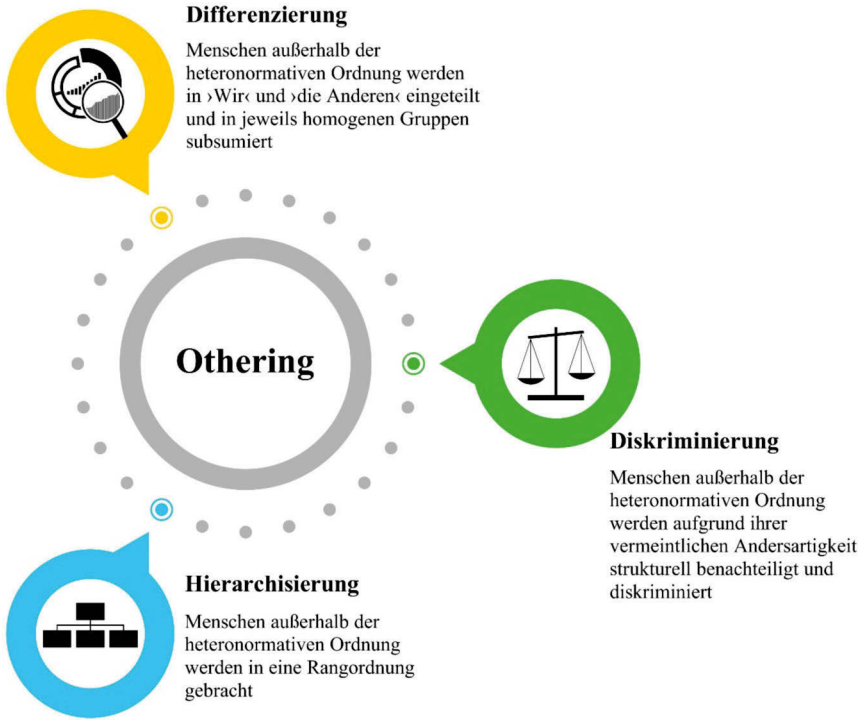 Differenzierung
Menschen außerhalb der
heteronormativen Ordnung werden
in ›Wir‹ und ›die Anderen‹ eingeteilt
und in jeweils homogenen Gruppen
subsumiert
Othering
Diskriminierung
Menschen außerhalb der
heteronormativen Ordnung
werden aufgrund ihrer
vermeintlichen Andersartigkeit
strukturell benachteiligt und
diskriminiert
Hierarchisierung
Menschen außerhalb der
heteronormativen Ordnung
werden in eine Rangordnung
gebracht